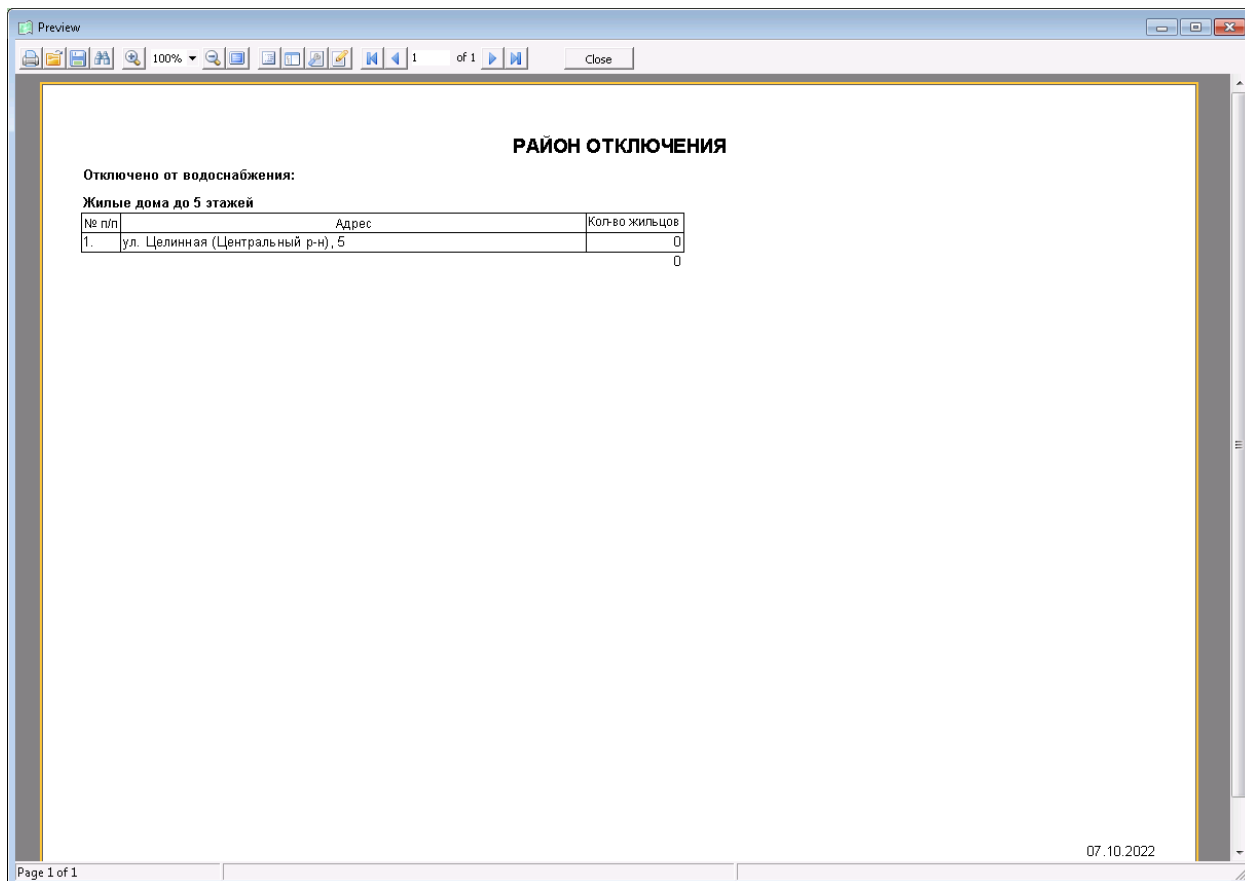 Preview
100% 1 of 1 Close
РАЙОН ОТКЛЮЧЕНИЯ
Отключено от водоснабжения:
Жилые дома до 5 этажей
№ п/п Адрес Кол-во жильцов
1. ул. Целинная (Центральный р-н), 5 0
0
07.10.2022
Page 1 of 1